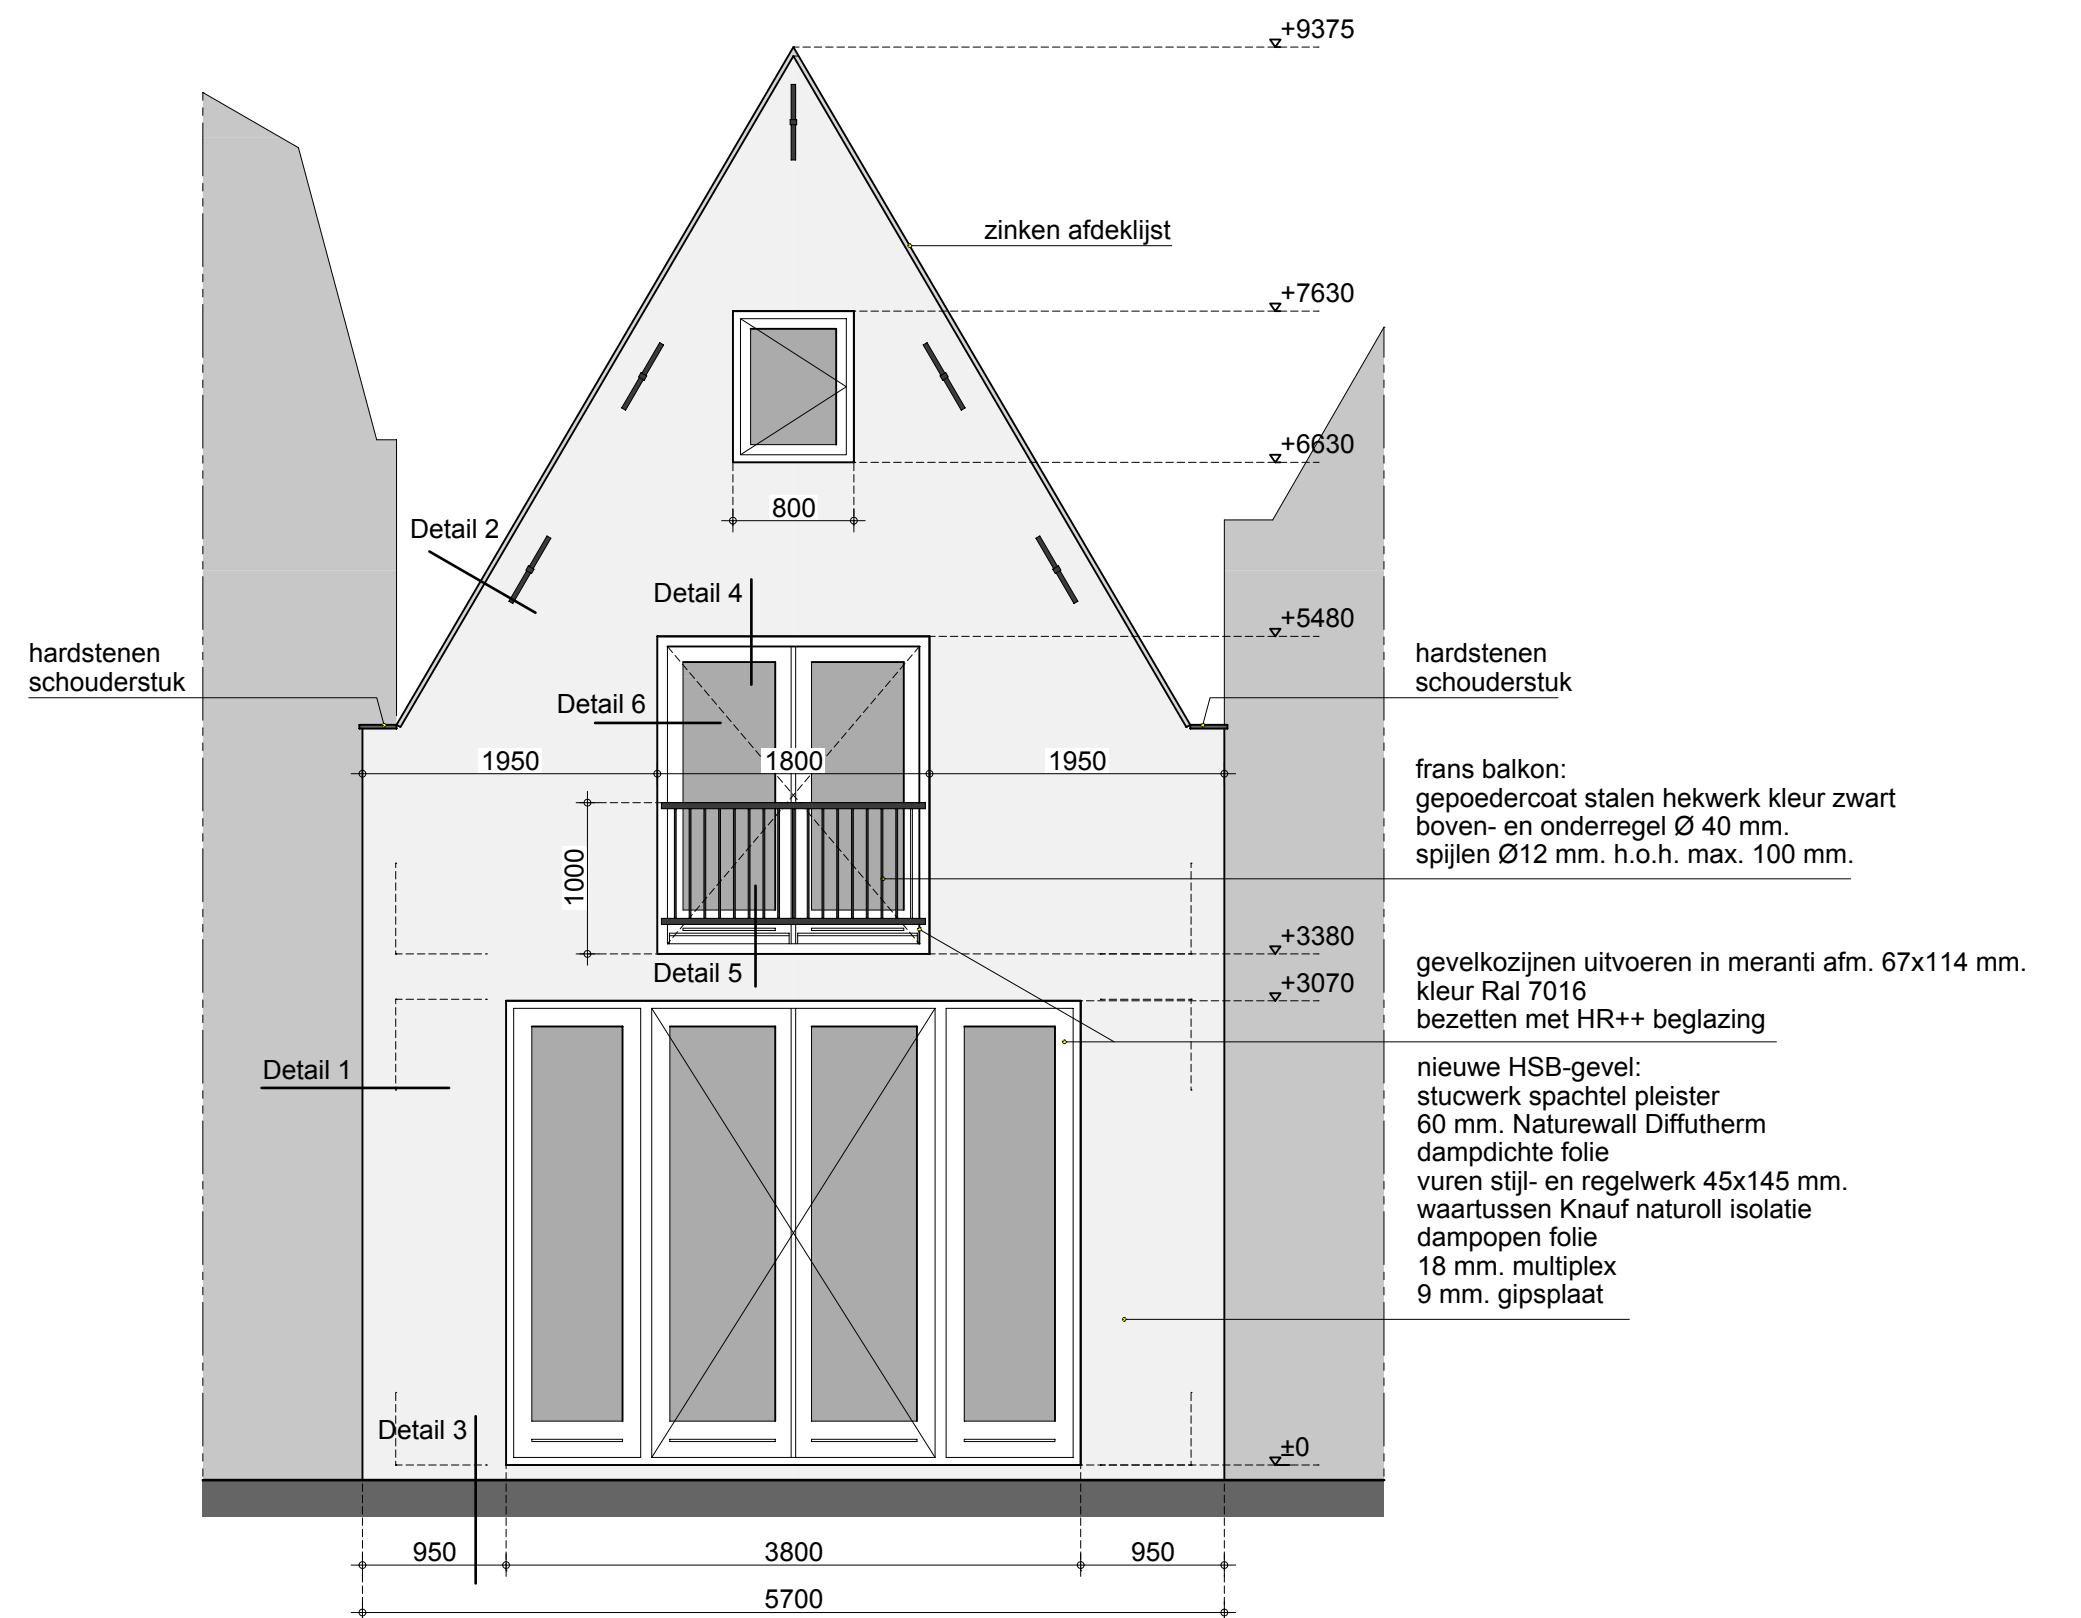 +9375
zinken afdeklijst
+7630
+6630
800
Detail 2
Detail 4
+5480
hardstenen
schouderstuk
hardstenen
schouderstuk
Detail 6
1950
1800
1950
frans balkon:
gepoedercoat stalen hekwerk kleur zwart
boven- en onderregel Ø 40 mm.
spijlen Ø12 mm. h.o.h. max. 100 mm.
1000
+3380
Detail 5
+3070
gevelkozijnen uitvoeren in meranti afm. 67x114 mm.
kleur Ral 7016
bezetten met HR++ beglazing
Detail 1
nieuwe HSB-gevel:
stucwerk spachtel pleister
60 mm. Naturewall Diffutherm
dampdichte folie
vuren stijl- en regelwerk 45x145 mm.
waartussen Knauf naturoll isolatie
dampopen folie
18 mm. multiplex
9 mm. gipsplaat
Detail 3
±0
950
3800
950
5700